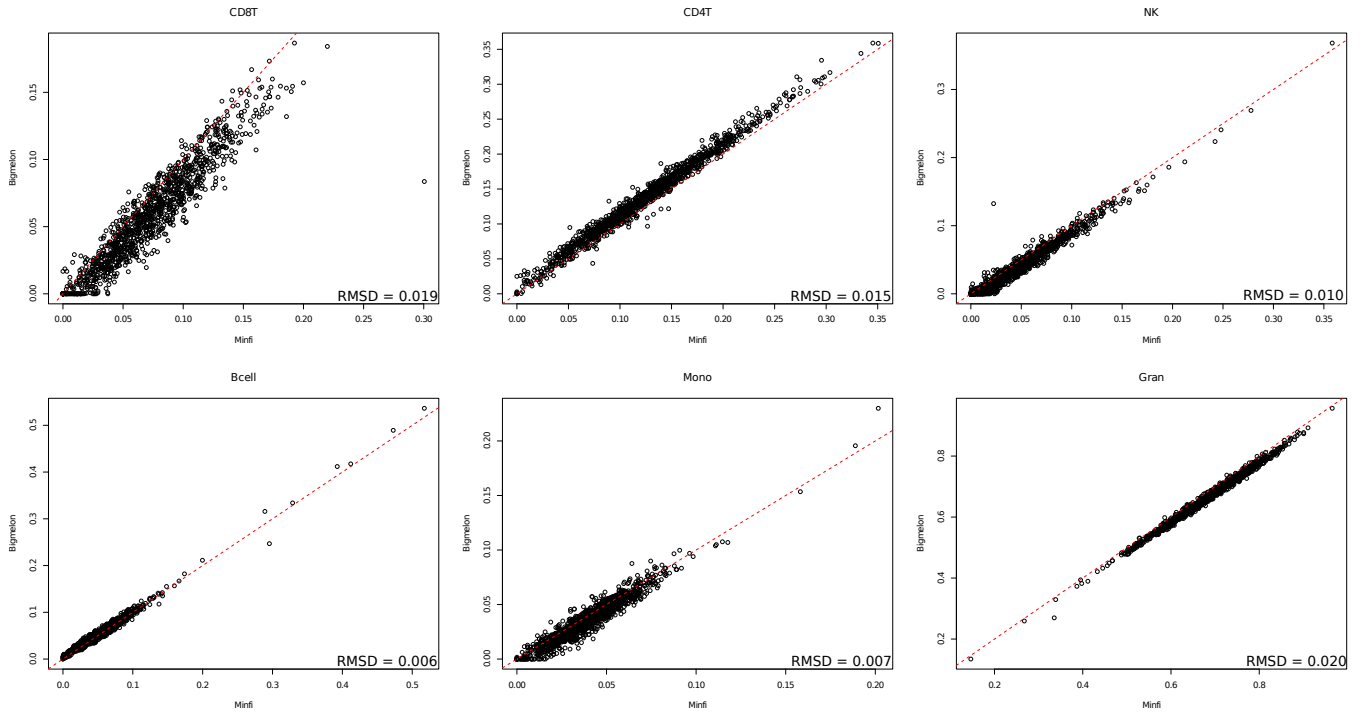 CD8T
Bigmelon
0.00 0.05 0.10 0.15
0.00 0.05 0.10 0.15 0.20 0.25 0.30
Minfi
RMSD = 0.019
CD4T
Bigmelon
0.00 0.05 0.10 0.15 0.20 0.25 0.30 0.35
0.00 0.05 0.10 0.15 0.20 0.25 0.30 0.35
Minfi
RMSD = 0.015
NK
Bigmelon
0.0 0.1 0.2 0.3
0.00 0.05 0.10 0.15 0.20 0.25 0.30 0.35
Minfi
RMSD = 0.010
Bcell
Bigmelon
0.0 0.1 0.2 0.3 0.4 0.5
0.0 0.1 0.2 0.3 0.4 0.5
Minfi
RMSD = 0.006
Mono
Bigmelon
0.00 0.05 0.10 0.15 0.20
0.00 0.05 0.10 0.15 0.20
Minfi
RMSD = 0.007
Gran
Bigmelon
0.2 0.4 0.6 0.8
0.2 0.4 0.6 0.8
Minfi
RMSD = 0.020